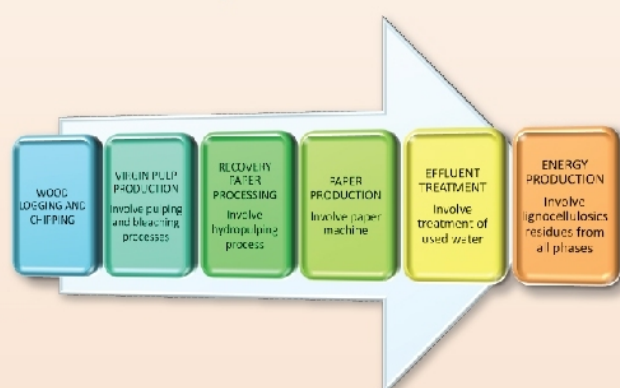 WOOD
LOGGING AND
CHIPPING
VIRGIN PULP
PRODUCTION
Involve pulping
and bleaching
processes
RECOVERY
PAPER
PROCESSING
Involve
hydropulping
process
PAPER
PRODUCTION
Involve paper
machine
EFFLUENT
TREATMENT
Involve
treatment of
used water
ENERGY
PRODUCTION
Involve
lignocellulosics
residues from
all phases